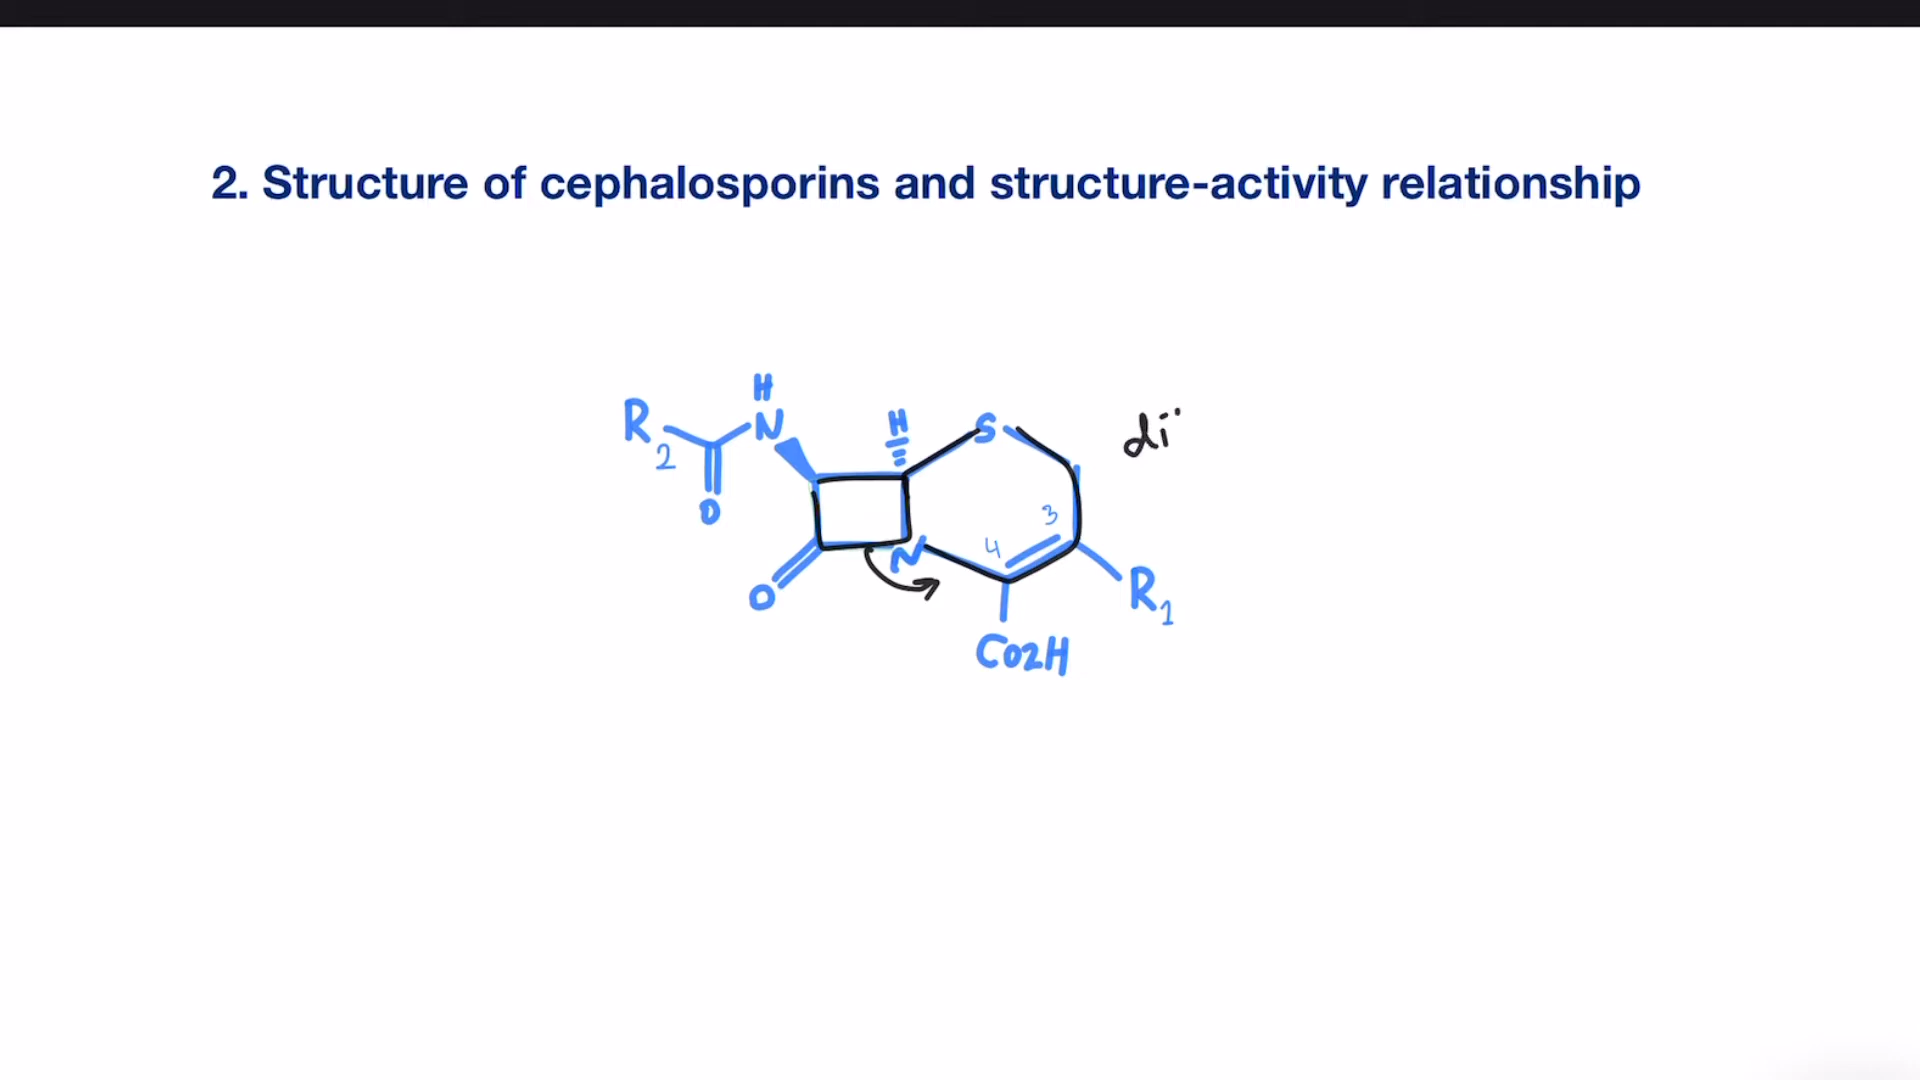 2. Structure of cephalosporins and structure-activity relationship
H
R2 N H S di
O 3
4
N
O R1
CO2H